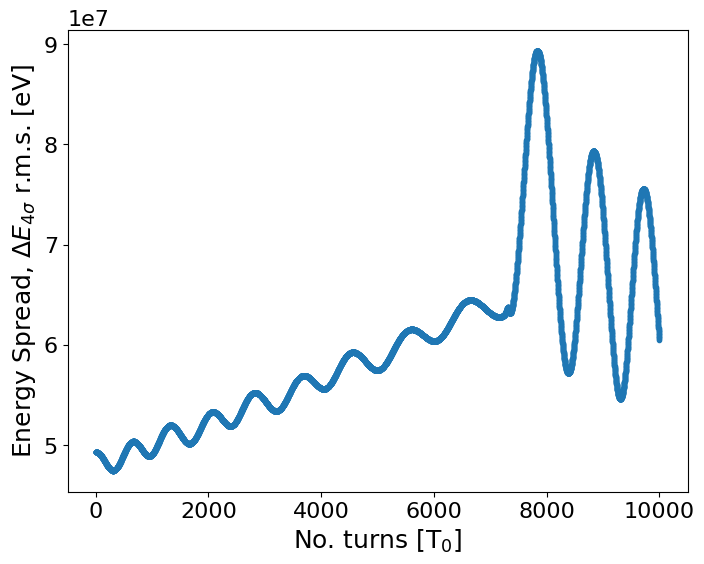 1e7
9
8
7
6
5
0 2000 4000 6000 8000 10000
Energy Spread, ΔE₄σ r.m.s. [eV]
No. turns [T₀]